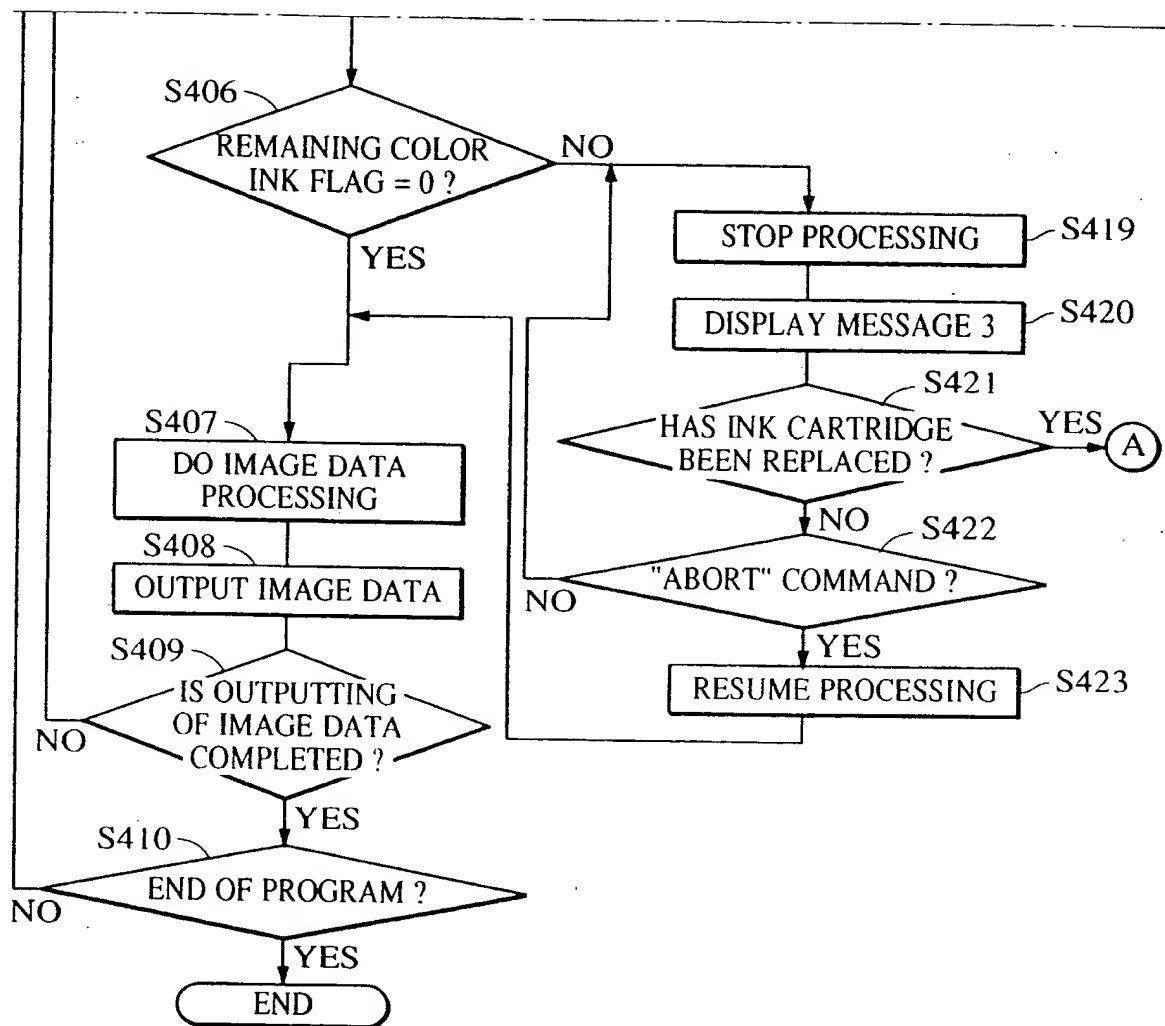 S406
REMAINING COLOR
INK FLAG = 0 ?
NO
YES
STOP PROCESSING
S419
DISPLAY MESSAGE 3
S420
S421
HAS INK CARTRIDGE
BEEN REPLACED ?
YES
A
NO
S422
"ABORT" COMMAND ?
NO
YES
RESUME PROCESSING
S423
S407
DO IMAGE DATA
PROCESSING
S408
OUTPUT IMAGE DATA
S409
IS OUTPUTTING
OF IMAGE DATA
COMPLETED ?
NO
YES
S410
END OF PROGRAM ?
NO
YES
END